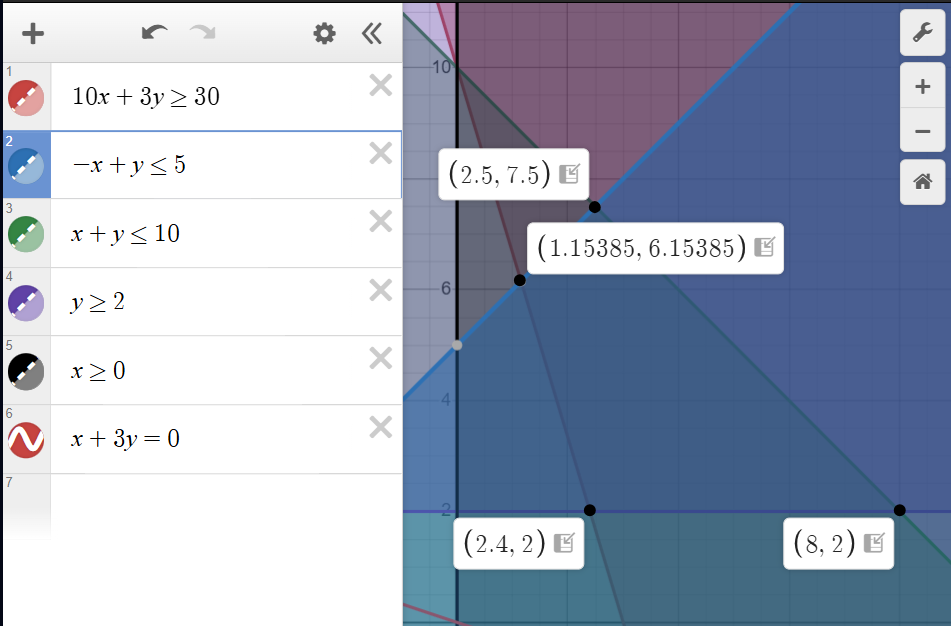 1
10x + 3y ≥ 30
2
−x + y ≤ 5
3
x + y ≤ 10
4
y ≥ 2
5
x ≥ 0
6
x + 3y = 0
7
10
(2.5, 7.5)
(1.15385, 6.15385)
6
4
2
(2.4, 2)
(8, 2)